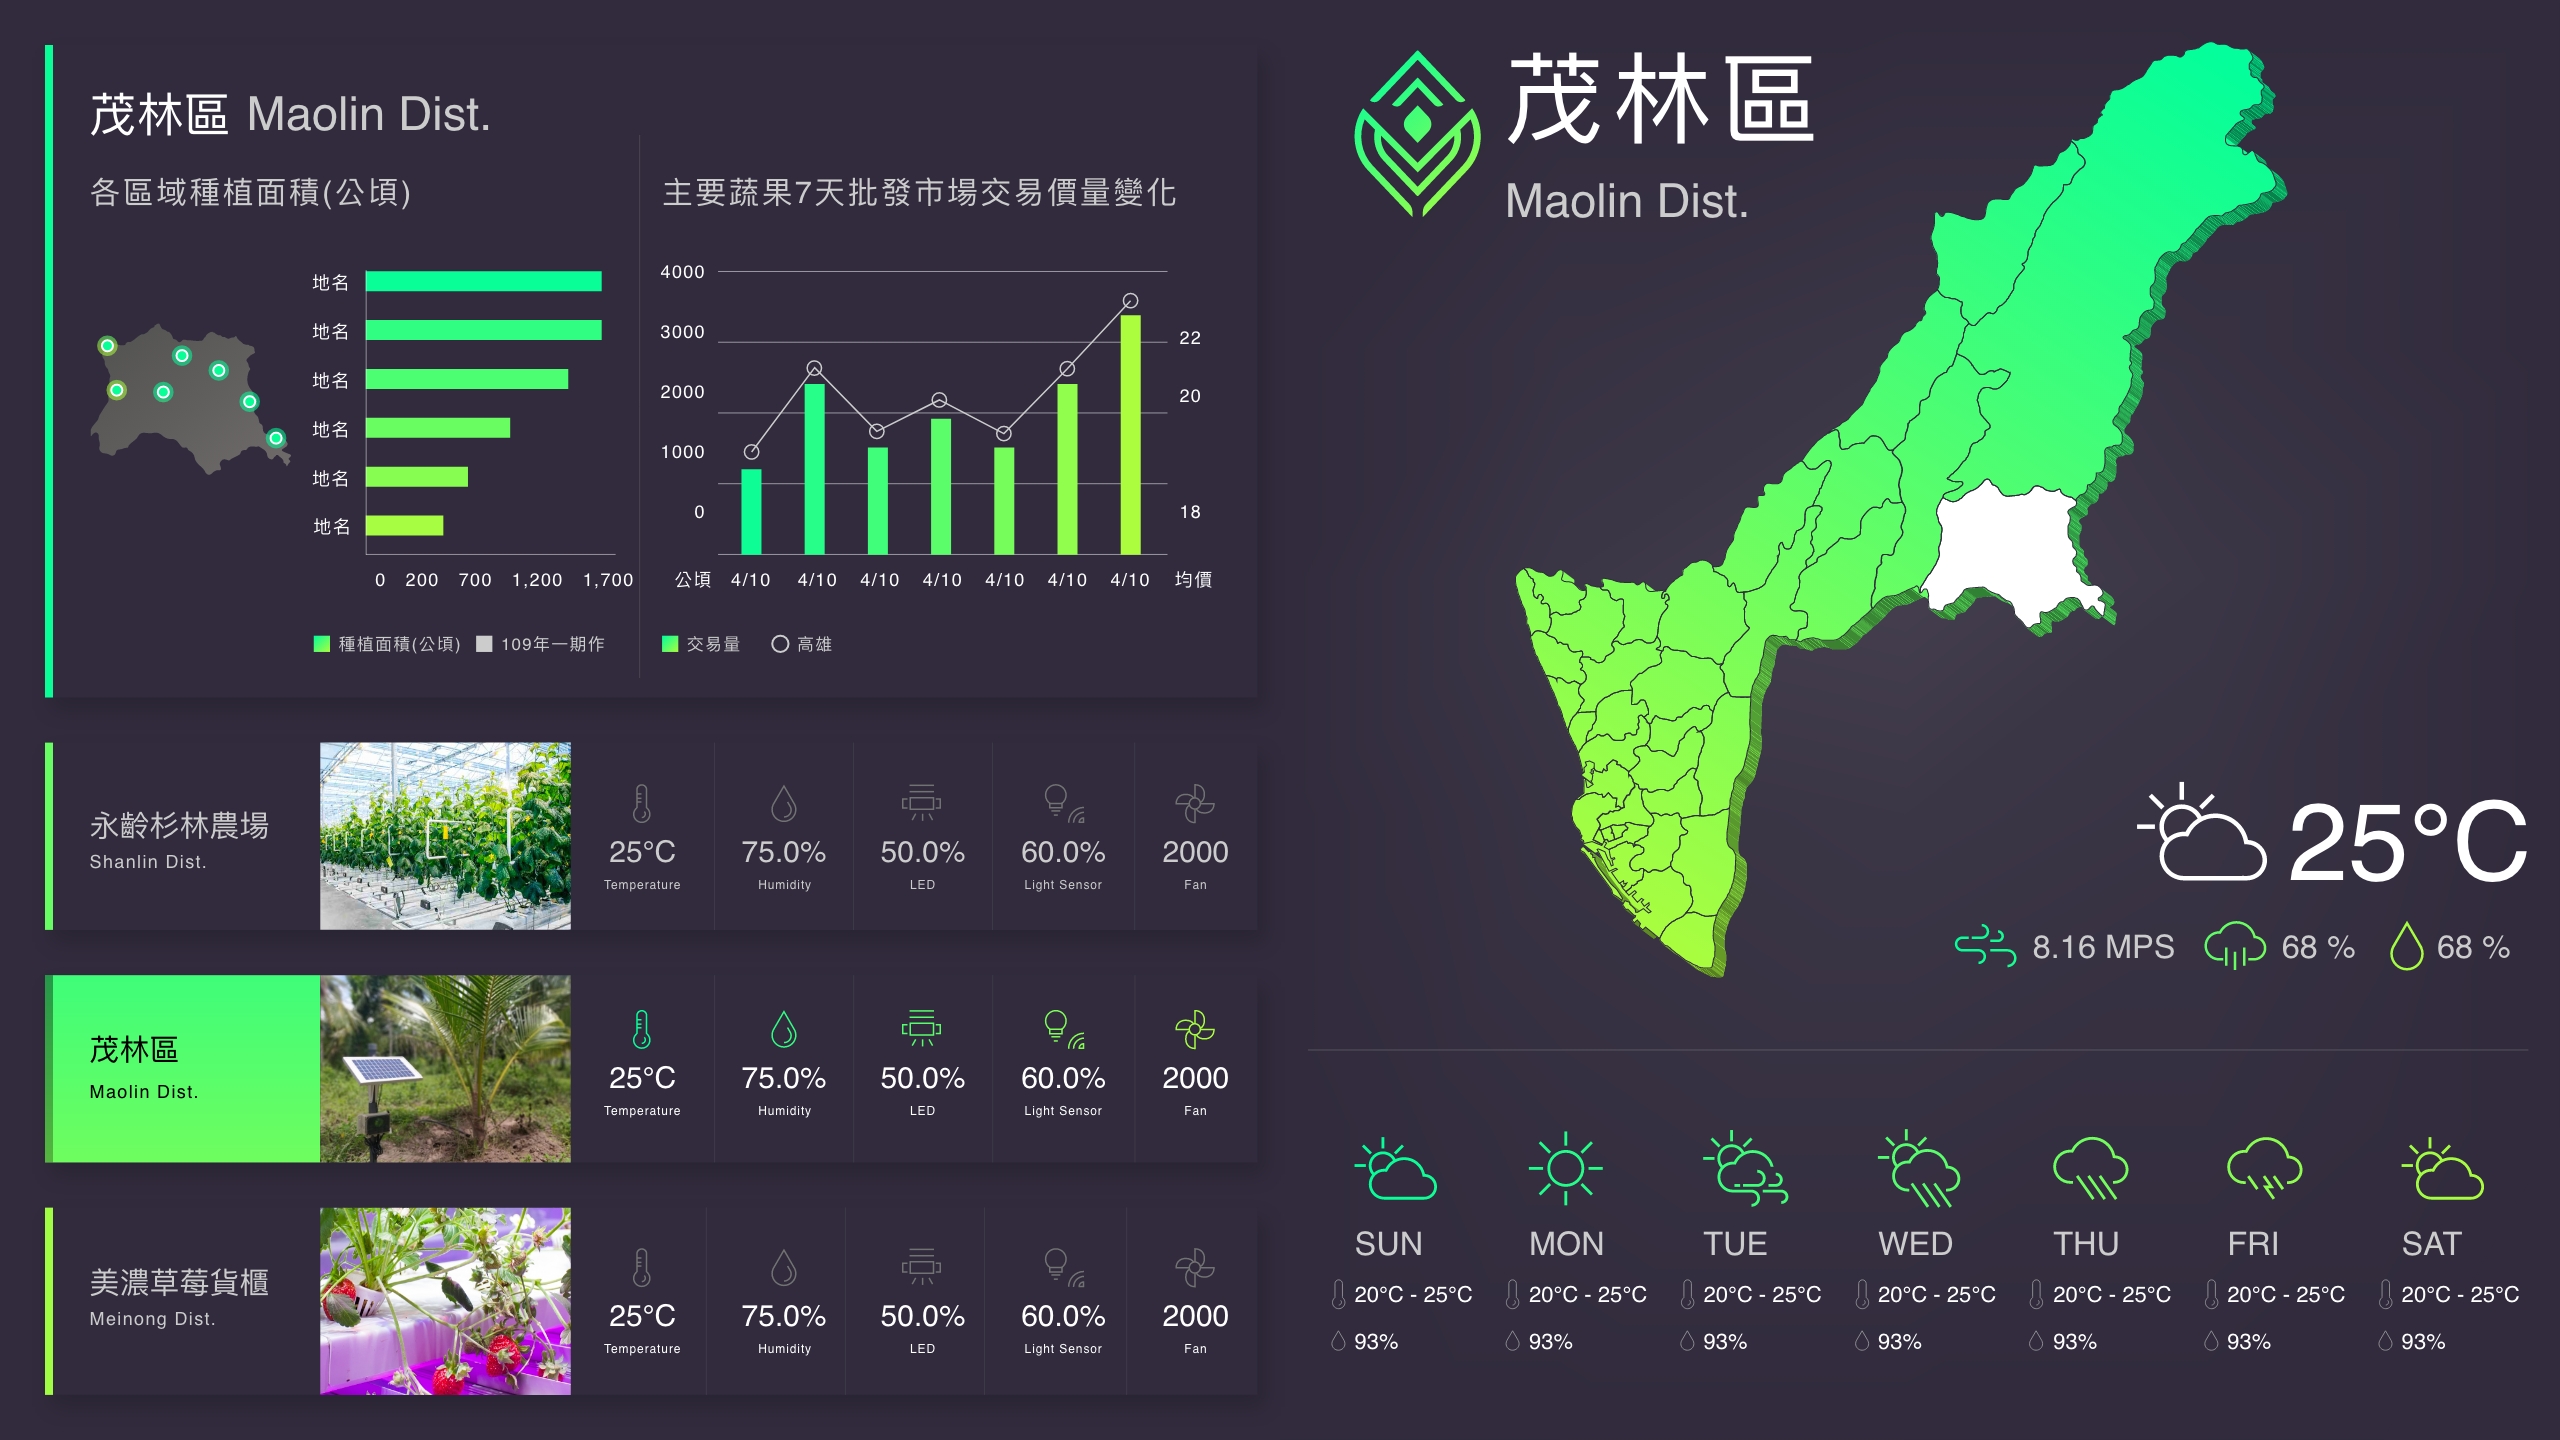 茂林區 Maolin Dist.
各區域種植面積(公頃)
地名
地名
地名
地名
地名
地名
0 200 700 1,200 1,700
種植面積(公頃) 109年一期作
主要蔬果7天批發市場交易價量變化
4000
3000
2000
1000
0
22
20
18
公頃 4/10 4/10 4/10 4/10 4/10 4/10 4/10 均價
交易量 高雄
永齡杉林農場
Shanlin Dist.
25°C 75.0% 50.0% 60.0% 2000
Temperature Humidity LED Light Sensor Fan
茂林區
Maolin Dist.
25°C 75.0% 50.0% 60.0% 2000
Temperature Humidity LED Light Sensor Fan
美濃草莓貨櫃
Meinong Dist.
25°C 75.0% 50.0% 60.0% 2000
Temperature Humidity LED Light Sensor Fan
茂林區
Maolin Dist.
25°C
8.16 MPS 68 % 68 %
SUN MON TUE WED THU FRI SAT
20°C - 25°C 20°C - 25°C 20°C - 25°C 20°C - 25°C 20°C - 25°C 20°C - 25°C 20°C - 25°C
93% 93% 93% 93% 93% 93% 93%